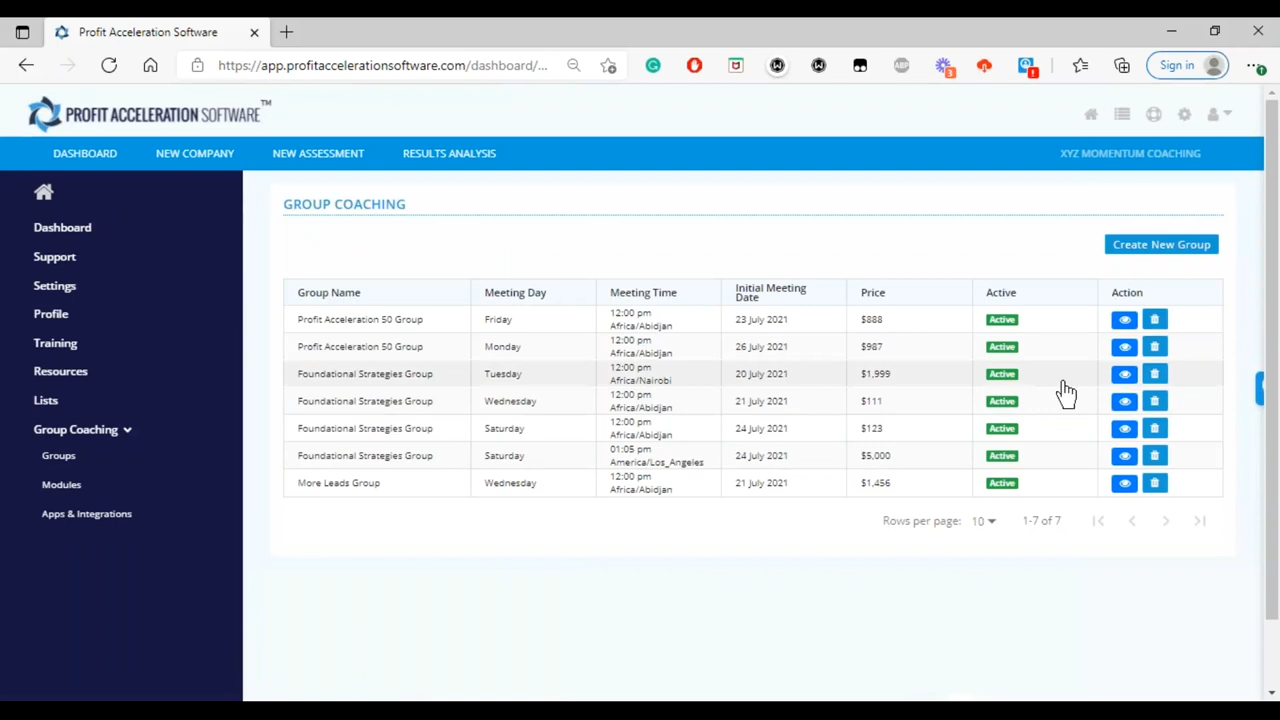 Profit Acceleration Software
https://app.profitaccelerationsoftware.com/dashboard/...
Sign in
PROFIT ACCELERATION SOFTWARE™
DASHBOARD NEW COMPANY NEW ASSESSMENT RESULTS ANALYSIS XYZ MOMENTUM COACHING
Dashboard
Support
Settings
Profile
Training
Resources
Lists
Group Coaching
Groups
Modules
Apps & Integrations
GROUP COACHING
Create New Group
Group Name Meeting Day Meeting Time Initial Meeting Date Price Active Action
Profit Acceleration 50 Group Friday 12:00 pm Africa/Abidjan 23 July 2021 $888 Active
Profit Acceleration 50 Group Monday 12:00 pm Africa/Abidjan 26 July 2021 $987 Active
Foundational Strategies Group Tuesday 12:00 pm Africa/Nairobi 20 July 2021 $1,999 Active
Foundational Strategies Group Wednesday 12:00 pm Africa/Abidjan 21 July 2021 $111 Active
Foundational Strategies Group Saturday 12:00 pm Africa/Abidjan 24 July 2021 $123 Active
Foundational Strategies Group Saturday 01:05 pm America/Los_Angeles 24 July 2021 $5,000 Active
More Leads Group Wednesday 12:00 pm Africa/Abidjan 21 July 2021 $1,456 Active
Rows per page: 10 1-7 of 7